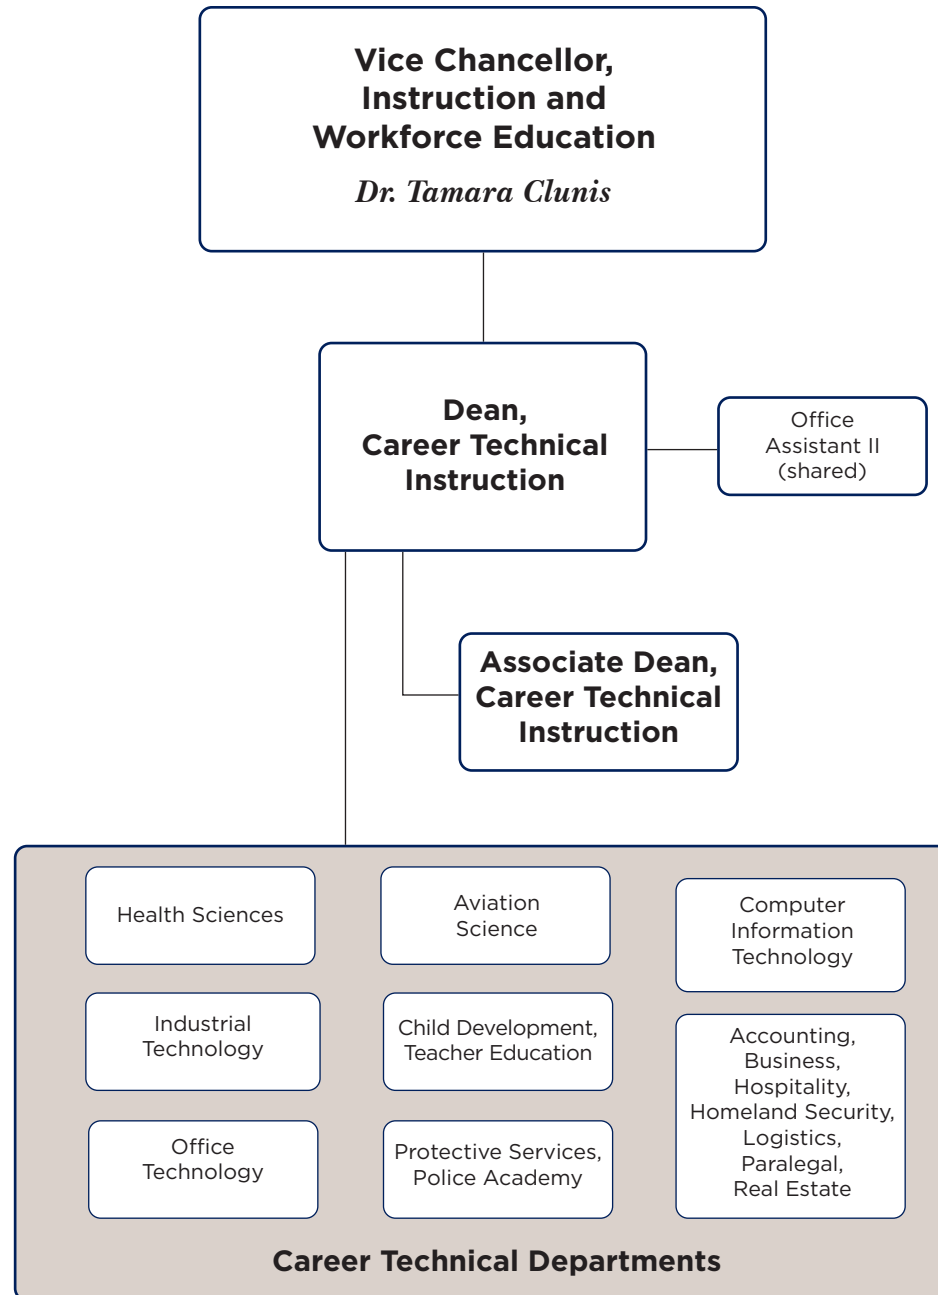 Vice Chancellor,
Instruction and
Workforce Education
Dr. Tamara Clunis
Dean,
Career Technical
Instruction
Office
Assistant II
(shared)
Associate Dean,
Career Technical
Instruction
Health Sciences
Aviation
Science
Computer
Information
Technology
Industrial
Technology
Child Development,
Teacher Education
Accounting,
Business,
Hospitality,
Homeland Security,
Logistics,
Paralegal,
Real Estate
Office
Technology
Protective Services,
Police Academy
Career Technical Departments